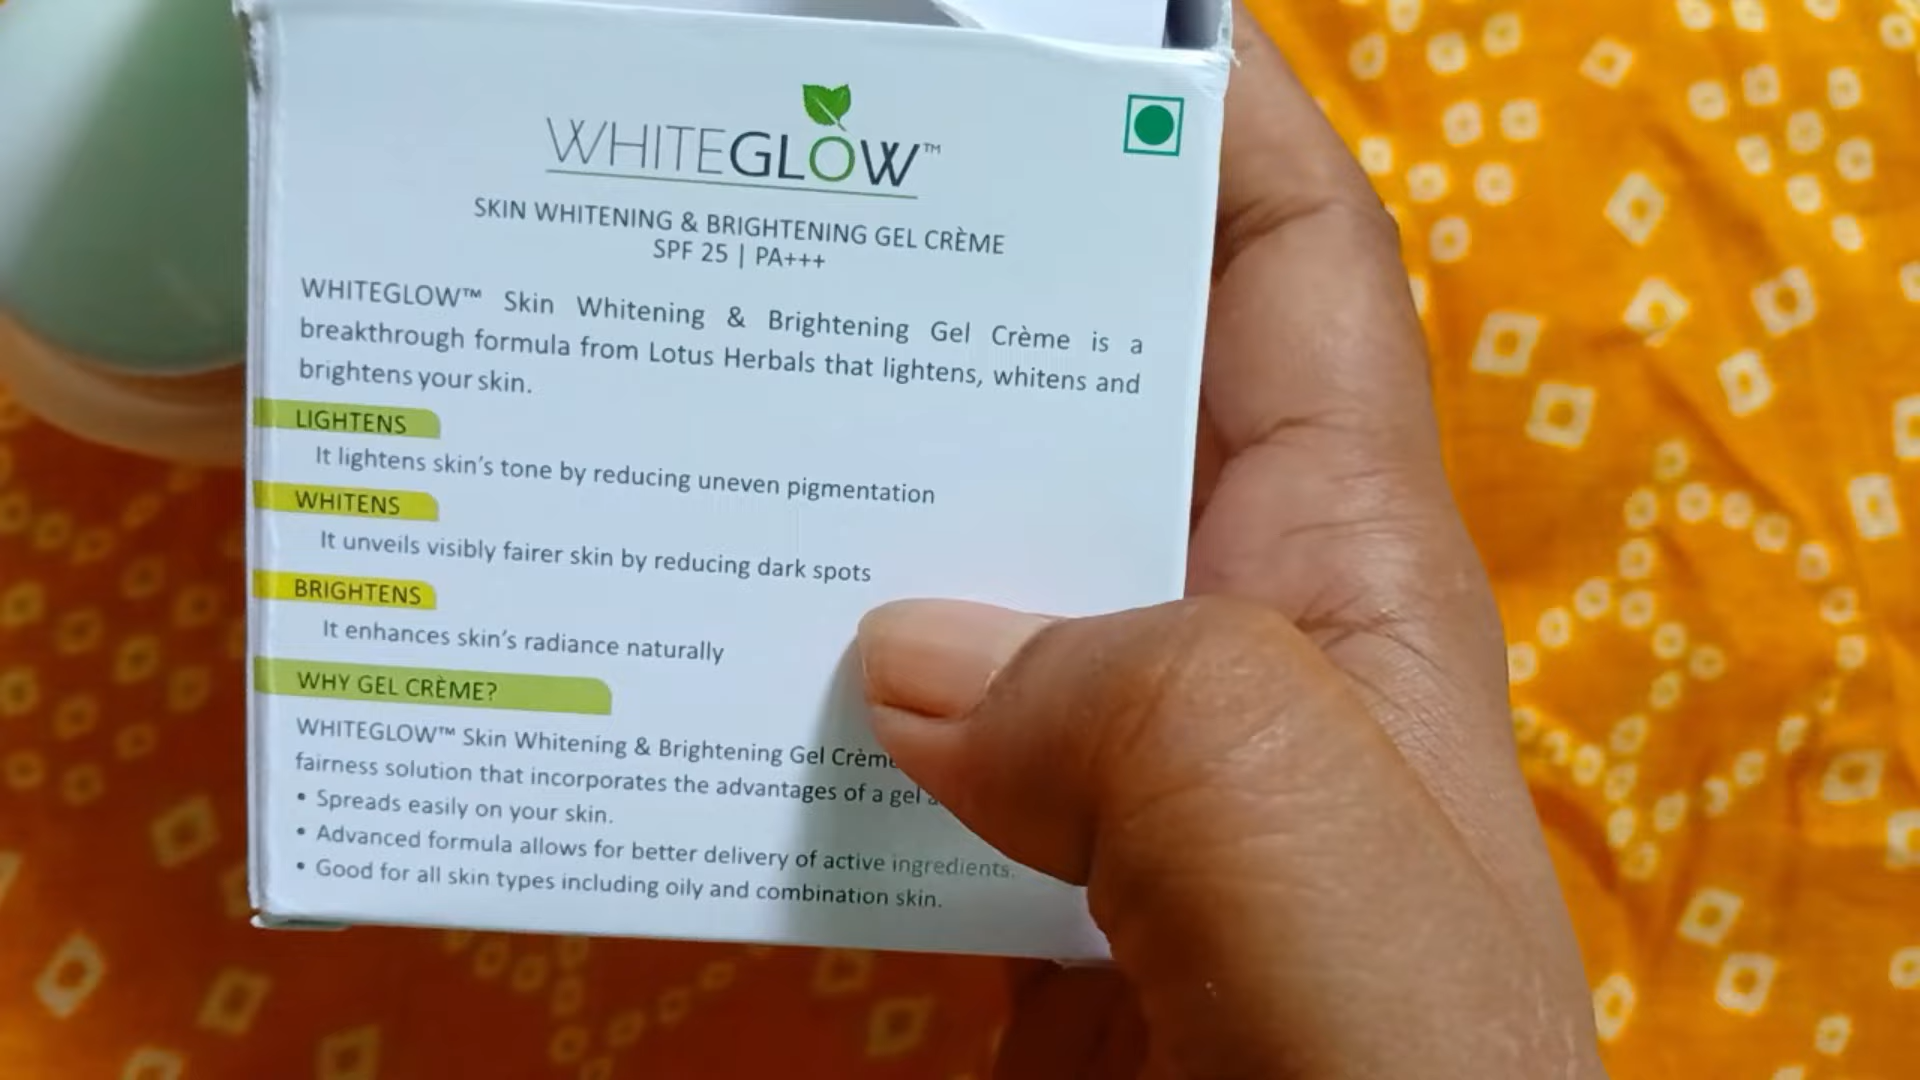 WHITEGLOW™
SKIN WHITENING & BRIGHTENING GEL CRÈME
SPF 25 | PA+++
WHITEGLOW™ Skin Whitening & Brightening Gel Crème is a
breakthrough formula from Lotus Herbals that lightens, whitens and
brightens your skin.
LIGHTENS
It lightens skin's tone by reducing uneven pigmentation
WHITENS
It unveils visibly fairer skin by reducing dark spots
BRIGHTENS
It enhances skin's radiance naturally
WHY GEL CRÈME?
WHITEGLOW™ Skin Whitening & Brightening Gel Crème
fairness solution that incorporates the advantages of a gel
• Spreads easily on your skin.
• Advanced formula allows for better delivery of active ingredients.
• Good for all skin types including oily and combination skin.